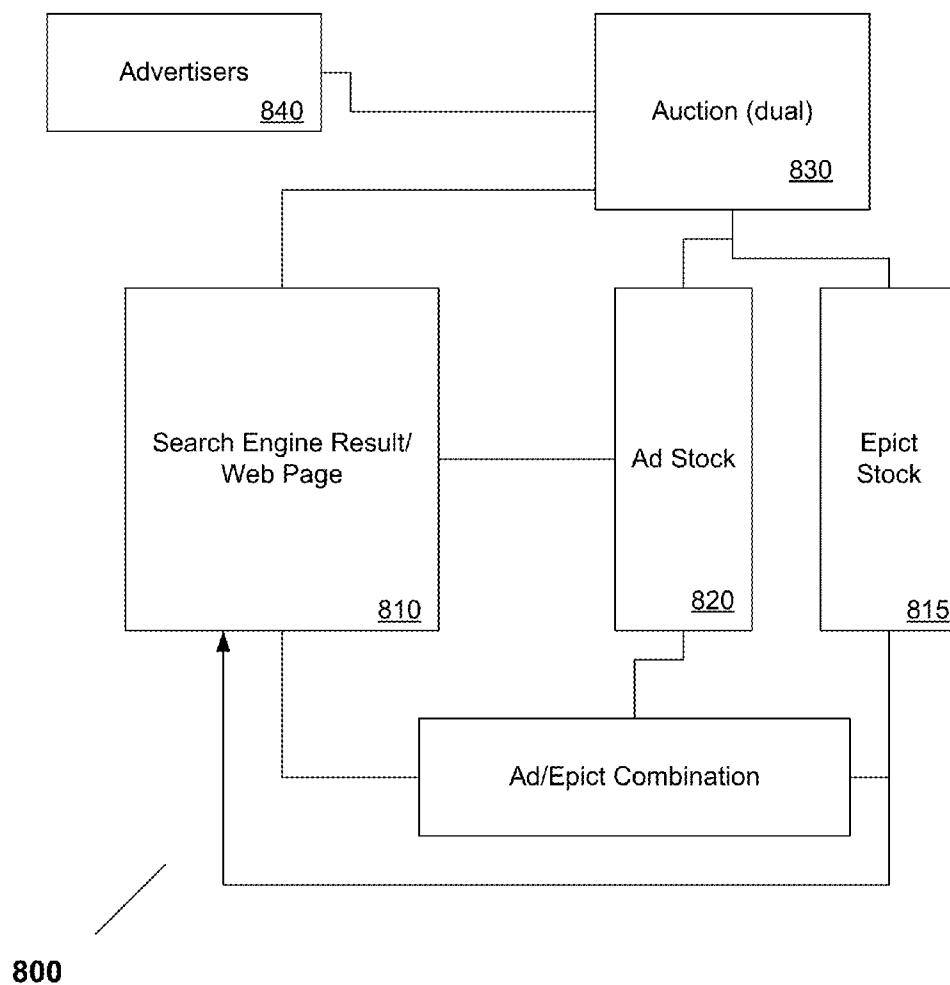 Advertisers
840
Auction (dual)
830
Search Engine Result/
Web Page
810
Ad Stock
820
Epict
Stock
815
Ad/Epict Combination
800